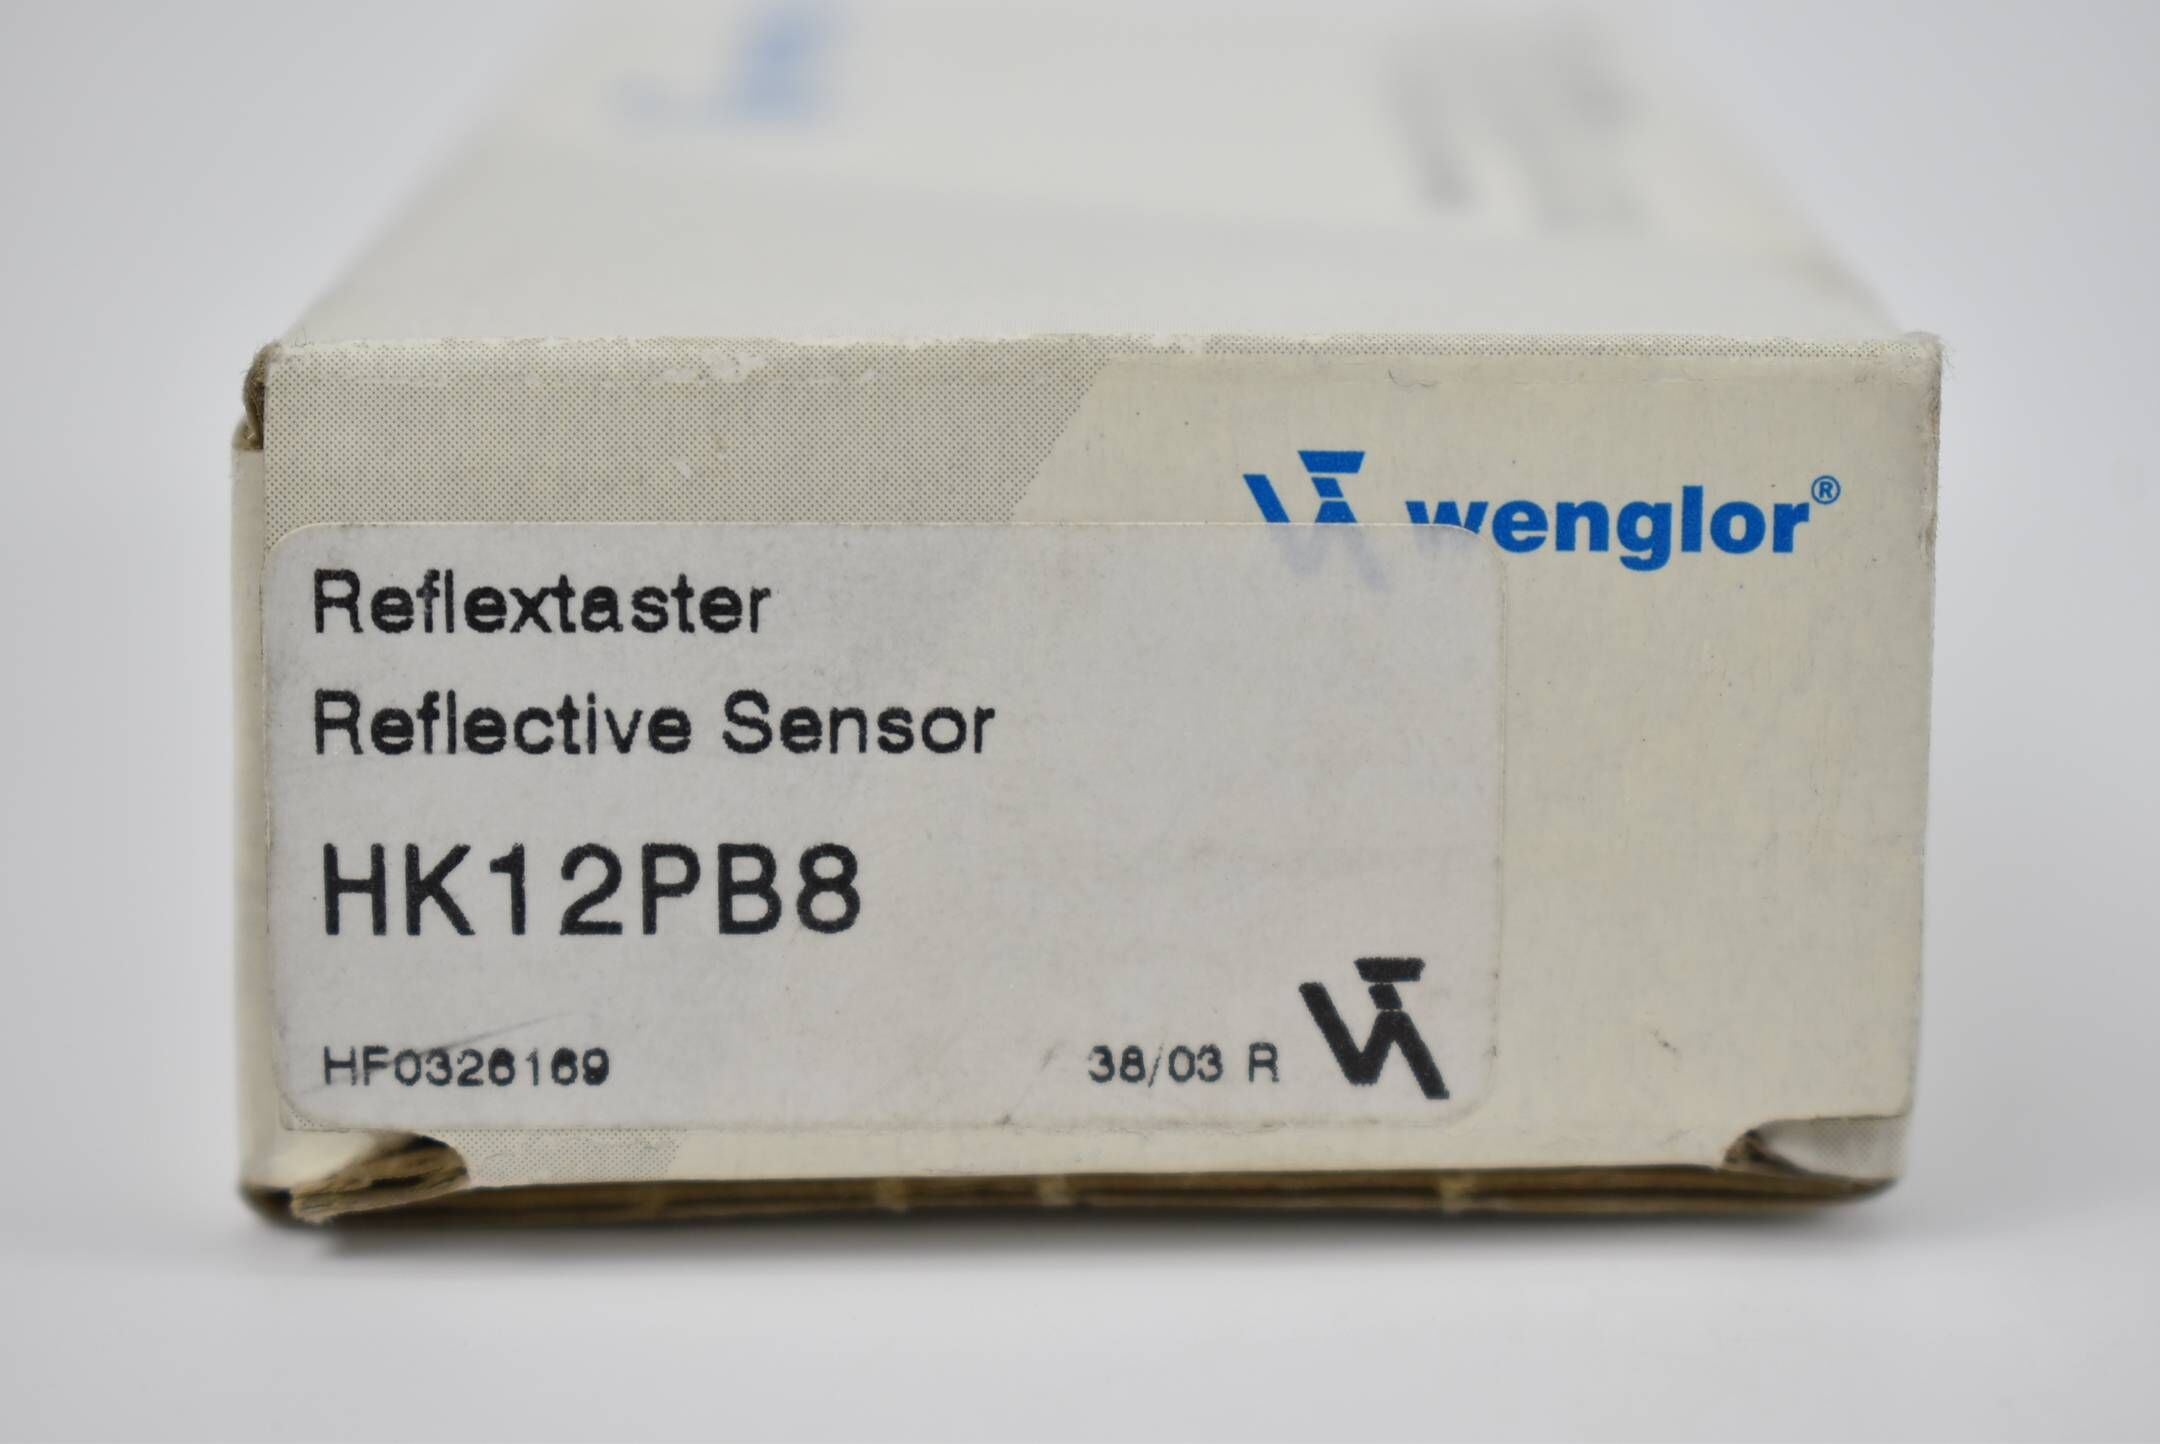 wenglor®
Reflextaster
Reflective Sensor
HK12PB8
HF0326169
38/03 R